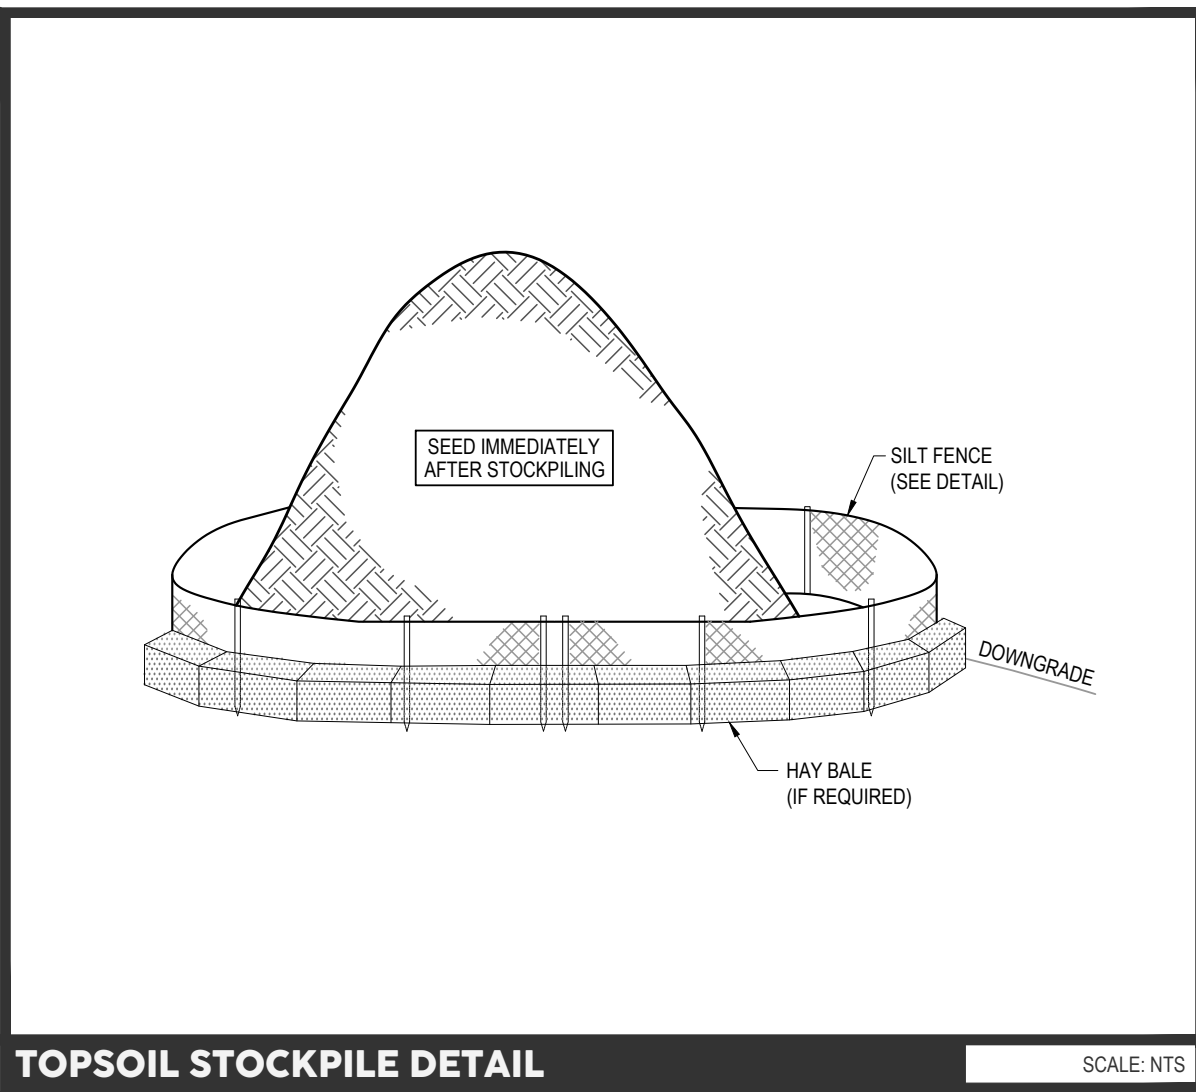 SEED IMMEDIATELY
AFTER STOCKPILING
SILT FENCE
(SEE DETAIL)
DOWNGRADE
HAY BALE
(IF REQUIRED)
TOPSOIL STOCKPILE DETAIL
SCALE: NTS